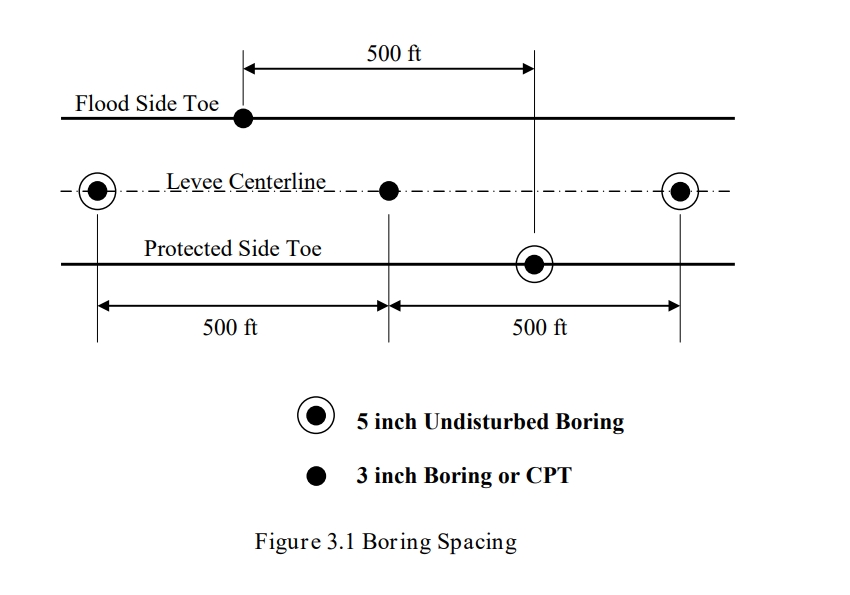 500 ft
Flood Side Toe
Levee Centerline
Protected Side Toe
500 ft
500 ft
5 inch Undisturbed Boring
3 inch Boring or CPT
Figure 3.1 Boring Spacing